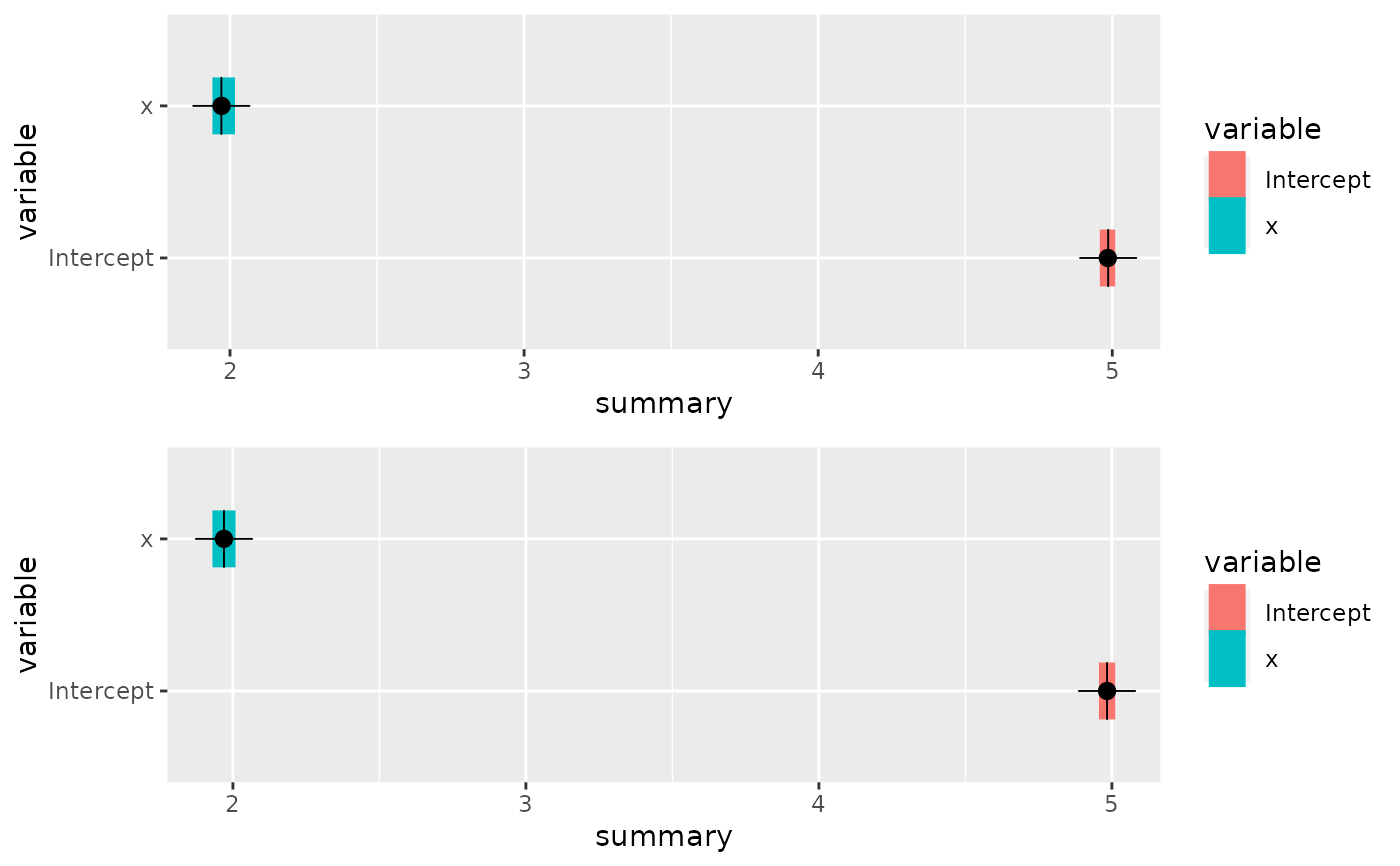 variable
x
Intercept
2 3 4 5
summary
variable
Intercept
x
variable
x
Intercept
2 3 4 5
summary
variable
Intercept
x